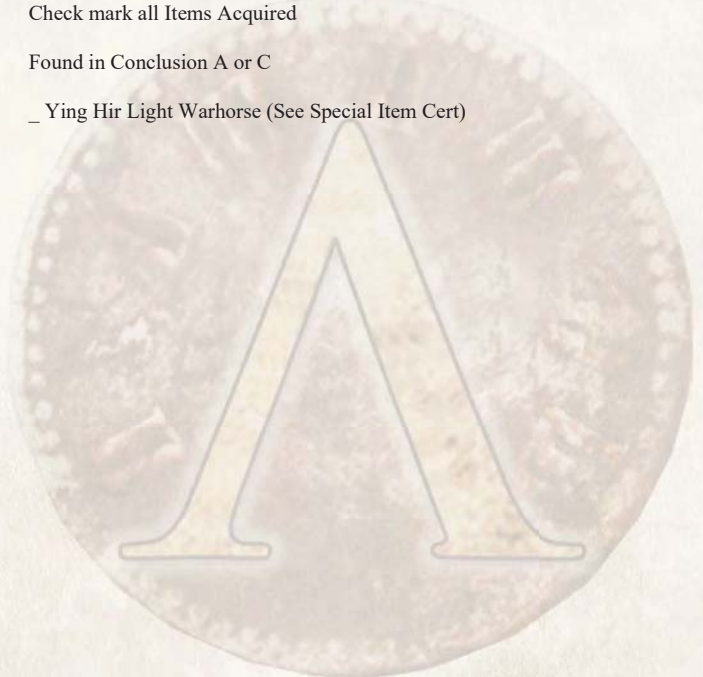 Check mark all Items Acquired
Found in Conclusion A or C
_ Ying Hir Light Warhorse (See Special Item Cert)